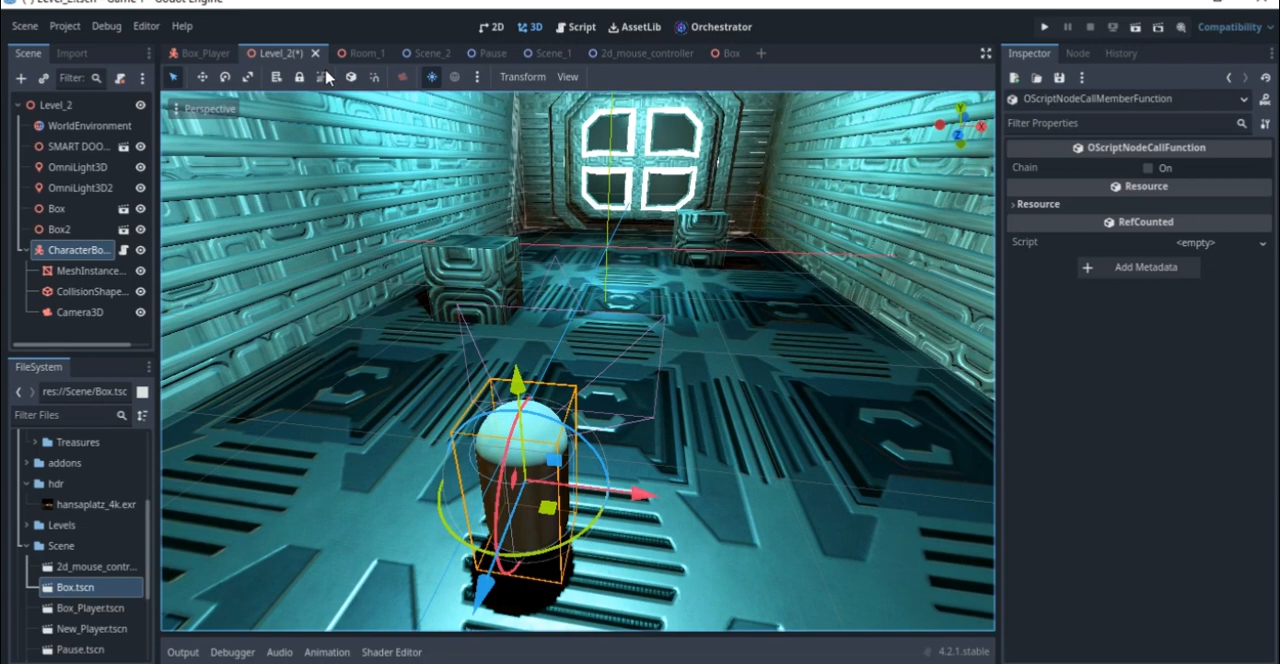 Scene Project Debug Editor Help
2D 3D Script AssetLib Orchestrator
Compatibility
Scene Import
Box_Player Level_2(*) Room_1 Scene_2 Pause Scene_1 2d_mouse_controller Box
Inspector Node History
Filter:
Transform View
Perspective
Y
X
Z
Level_2
WorldEnvironment
SMART DOO...
OmniLight3D
OmniLight3D2
Box
Box2
CharacterBo...
MeshInstance...
CollisionShape...
Camera3D
FileSystem
res://Scene/Box.tsc
Filter Files
Treasures
addons
hdr
hansaplatz_4k.exr
Levels
Scene
2d_mouse_contr...
Box.tscn
Box_Player.tscn
New_Player.tscn
Pause.tscn
Output Debugger Audio Animation Shader Editor
4.2.1.stable
OScriptNodeCallMemberFunction
Filter Properties
OScriptNodeCallFunction
Chain On
Resource
Resource
RefCounted
Script <empty>
Add Metadata